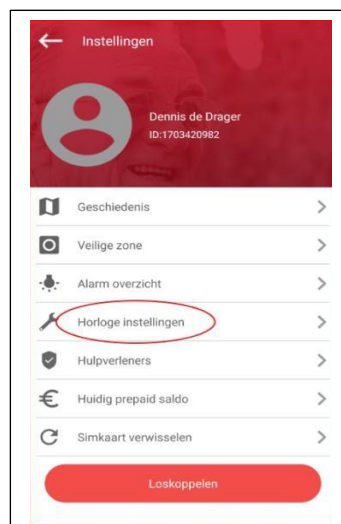 Instellingen
Dennis de Drager
ID:1703420982
Geschiedenis
Veilige zone
Alarm overzicht
Horloge instellingen
Hulpverleners
Huidig prepaid saldo
Simkaart verwisselen
Loskoppelen